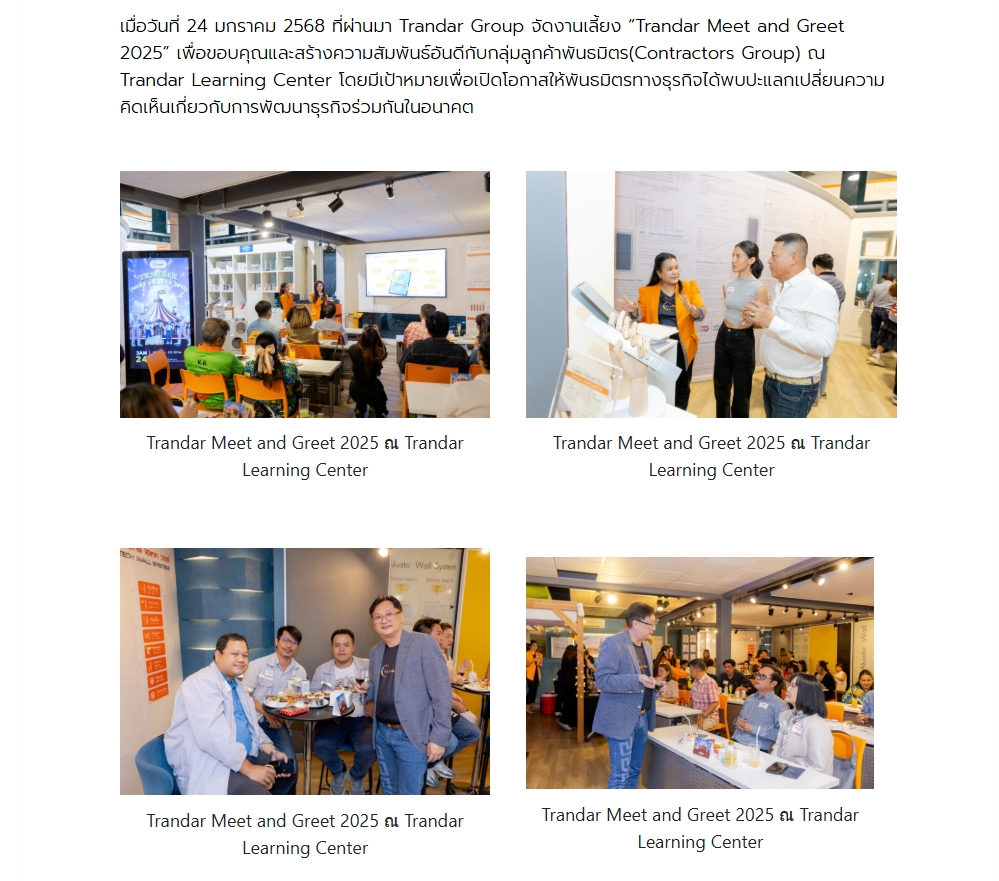 เมื่อวันที่ 24 มกราคม 2568 ที่ผ่านมา Trandar Group จัดงานเลี้ยง “Trandar Meet and Greet
2025” เพื่อขอบคุณและสร้างความสัมพันธ์อันดีกับกลุ่มลูกค้าพันธมิตร(Contractors Group) ณ
Trandar Learning Center โดยมีเป้าหมายเพื่อเปิดโอกาสให้พันธมิตรทางธุรกิจได้พบปะแลกเปลี่ยนความ
คิดเห็นเกี่ยวกับการพัฒนาธุรกิจร่วมกันในอนาคต
Trandar Meet and Greet 2025 ณ Trandar
Learning Center
Trandar Meet and Greet 2025 ณ Trandar
Learning Center
TECH WALL SYSTEM
Wall System
Trandar Meet and Greet 2025 ณ Trandar
Learning Center
Trandar Meet and Greet 2025 ณ Trandar
Learning Center